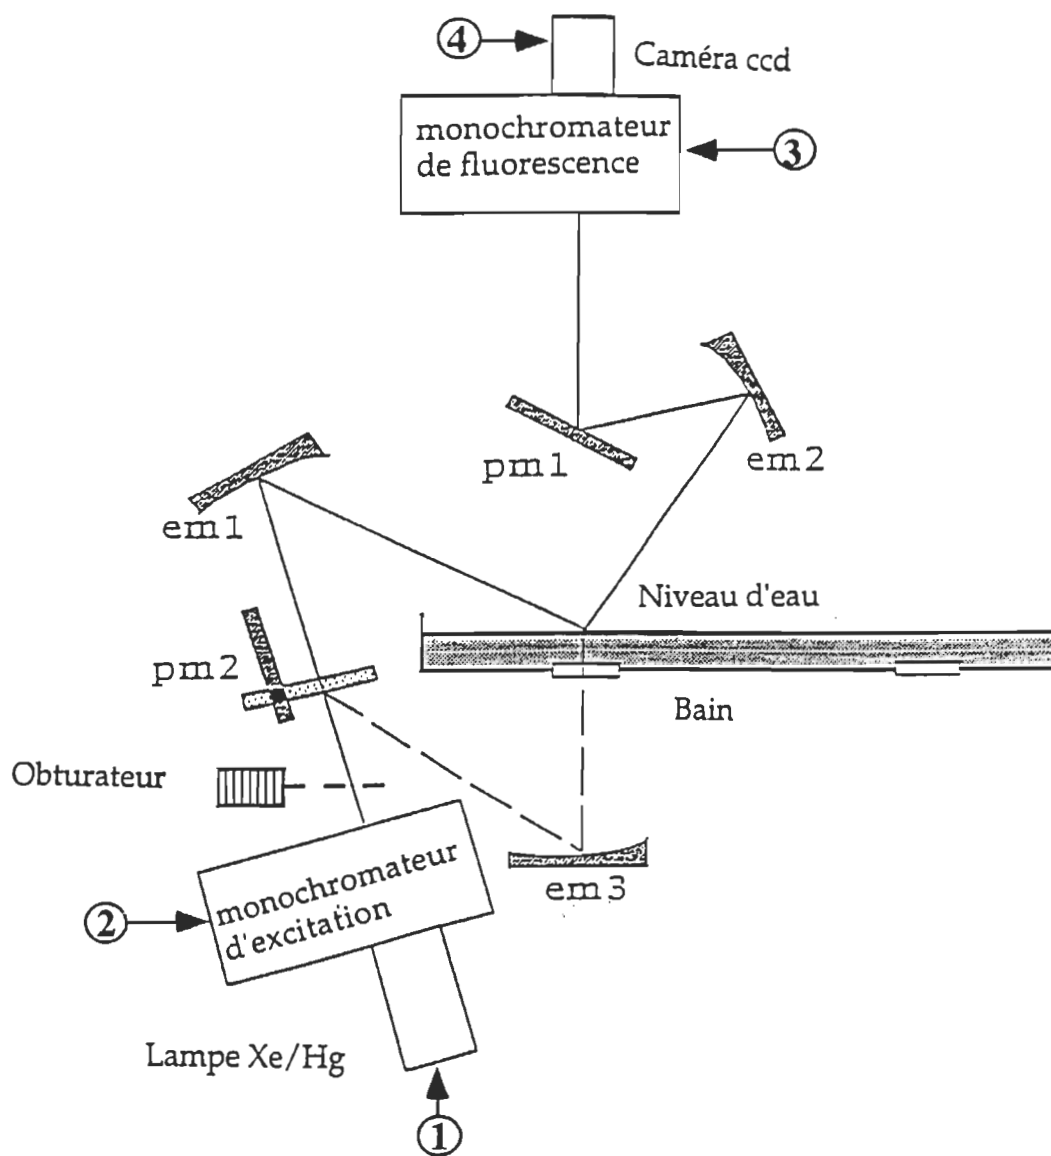 4
Caméra ccd
monochromateur
de fluorescence
3
pm1
em2
em1
Niveau d'eau
pm2
Bain
Obturateur
monochromateur
d'excitation
em3
2
Lampe Xe/Hg
1